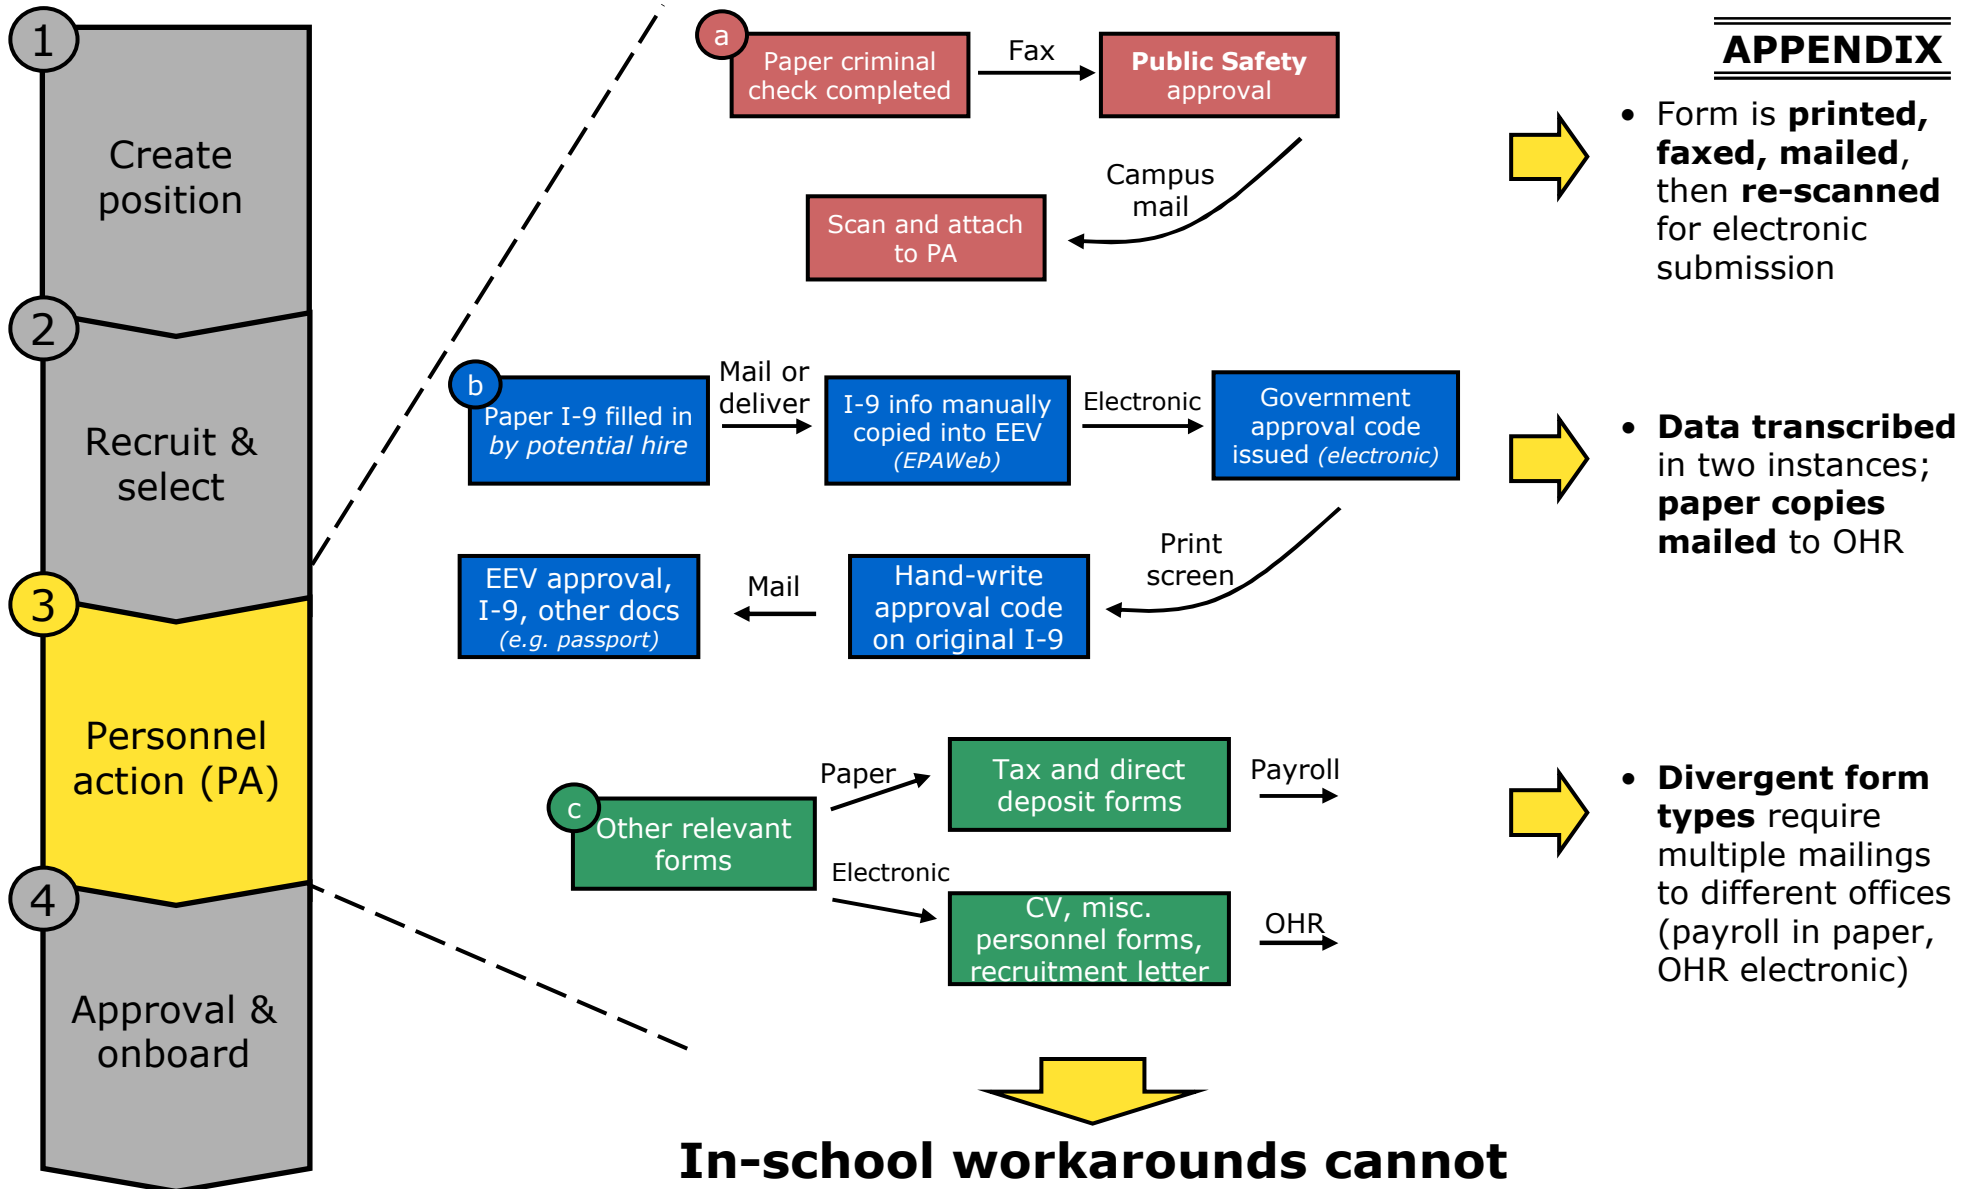 APPENDIX
1
Create
position
2
Recruit &
select
3
Personnel
action (PA)
4
Approval &
onboard
a
Paper criminal
check completed
Fax
Public Safety
approval
Campus
mail
Scan and attach
to PA
• Form is printed,
faxed, mailed,
then re-scanned
for electronic
submission
b
Paper I-9 filled in
by potential hire
Mail or
deliver
I-9 info manually
copied into EEV
(EPAWeb)
Electronic
Government
approval code
issued (electronic)
Print
screen
Hand-write
approval code
on original I-9
Mail
EEV approval,
I-9, other docs
(e.g. passport)
• Data transcribed
in two instances;
paper copies
mailed to OHR
c
Other relevant
forms
Paper
Tax and direct
deposit forms
Payroll
Electronic
CV, misc.
personnel forms,
recruitment letter
OHR
• Divergent form
types require
multiple mailings
to different offices
(payroll in paper,
OHR electronic)
In-school workarounds cannot